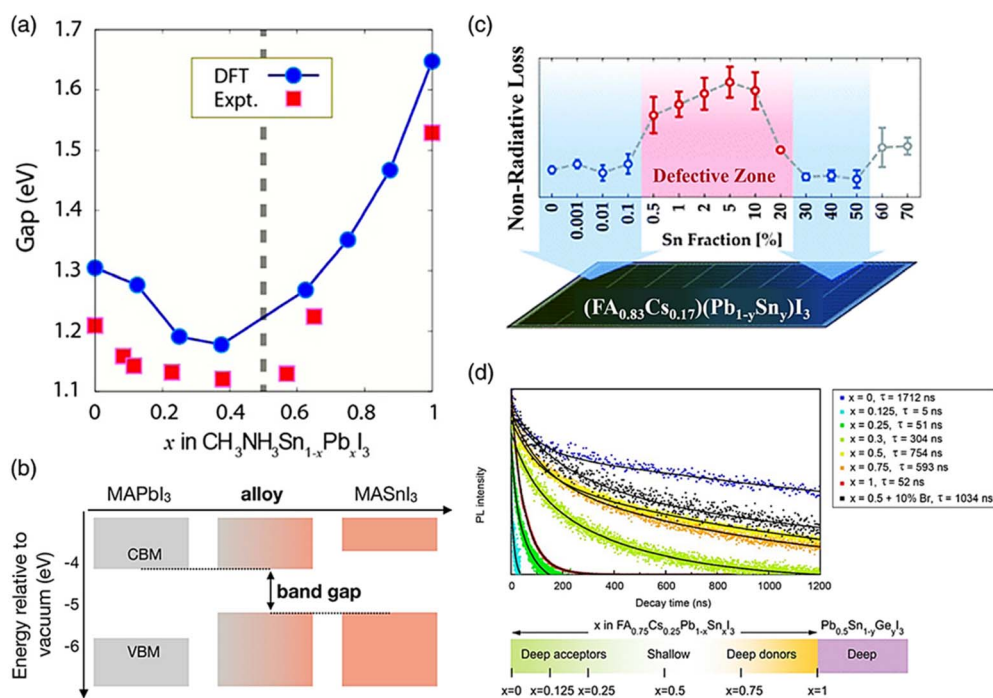 (a)
1.7
1.6
1.5
1.4
1.3
1.2
1.1
Gap (eV)
DFT
Expt.
0
0.2
0.4
0.6
0.8
1
x in CH₃NH₃Sn₁₋ₓPbₓI₃
(b)
MAPbI₃
alloy
MASnI₃
Energy relative to
vacuum (eV)
-4
-5
-6
CBM
band gap
VBM
(c)
Non-Radiative Loss
Defective Zone
0
0.001
0.01
0.1
0.5
1
2
5
10
20
30
40
50
60
70
Sn Fraction [%]
(FA₀.₈₃Cs₀.₁₇)(Pb₁₋ᵧSnᵧ)I₃
(d)
PL intensity
x = 0, τ = 1712 ns
x = 0.125, τ = 5 ns
x = 0.25, τ = 51 ns
x = 0.3, τ = 304 ns
x = 0.5, τ = 754 ns
x = 0.75, τ = 593 ns
x = 1, τ = 52 ns
x = 0.5 + 10% Br, τ = 1034 ns
0
200
400
600
800
1000
1200
Decay time (ns)
x in FA₀.₇₅Cs₀.₂₅Pb₁₋ₓSnₓI₃
Pb₀.₅Sn₁₋ᵧGeᵧI₃
Deep acceptors
Shallow
Deep donors
Deep
x=0
x=0.125
x=0.25
x=0.5
x=0.75
x=1